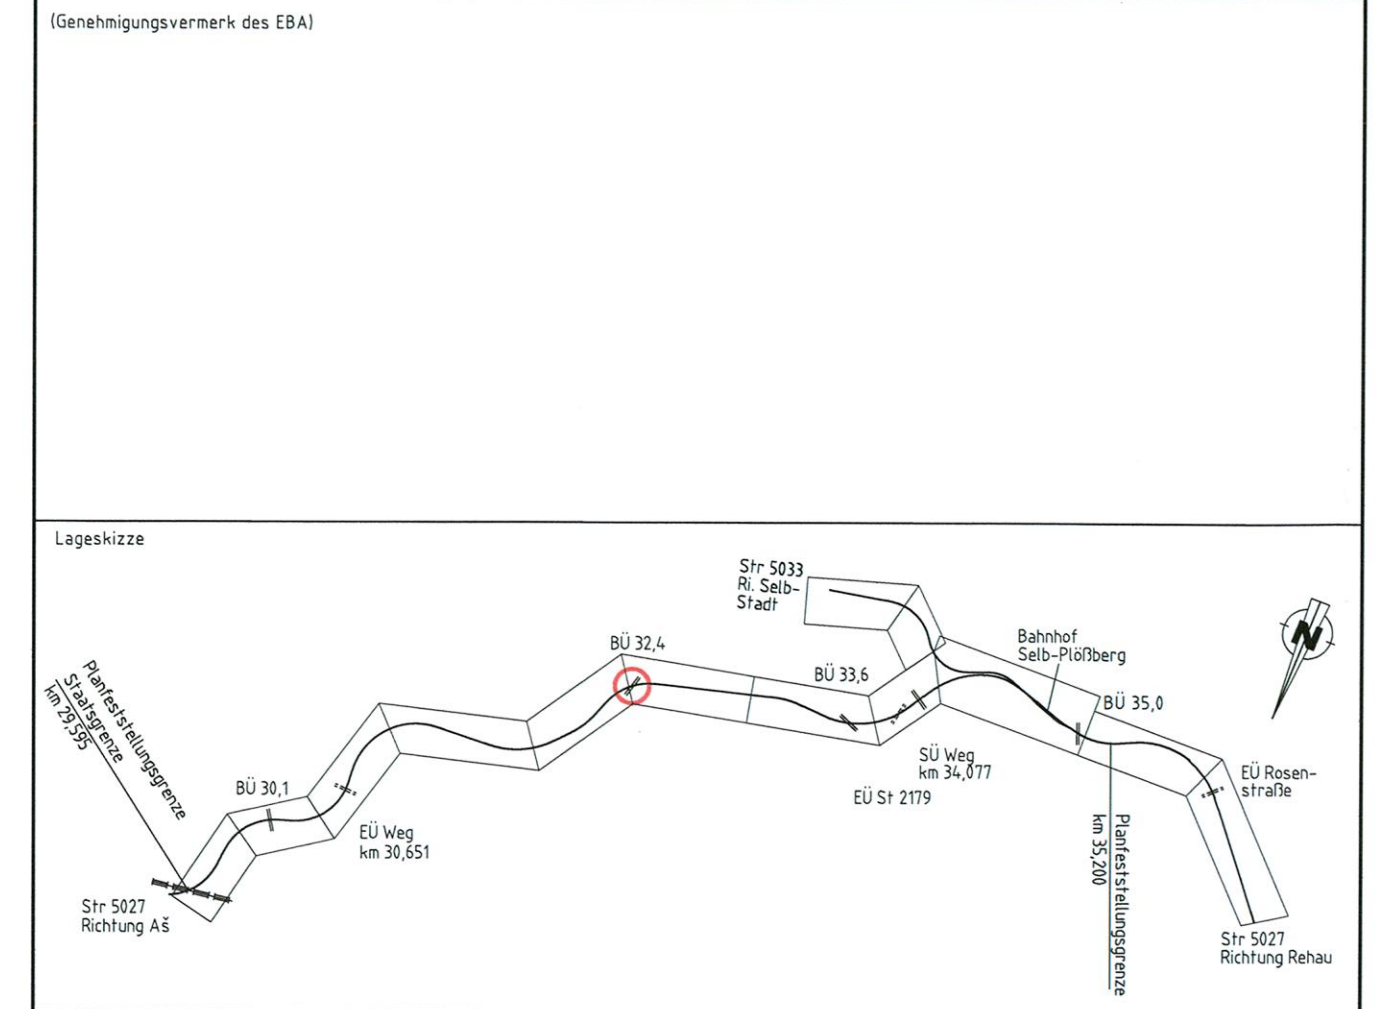 (Genehmigungsvermerk des EBA)
Lageskizze
Str 5033
Ri. Selb-
Stadt
Bahnhof
Selb-Plößberg
N
BÜ 32,4
BÜ 33,6
BÜ 35,0
Planfeststellungsgrenze
Staatsgrenze
km 29,595
BÜ 30,1
EÜ Weg
km 30,651
SÜ Weg
km 34,077
EÜ St 2179
EÜ Rosen-
straße
Planfeststellungsgrenze
km 35,200
Str 5027
Richtung Aš
Str 5027
Richtung Rehau